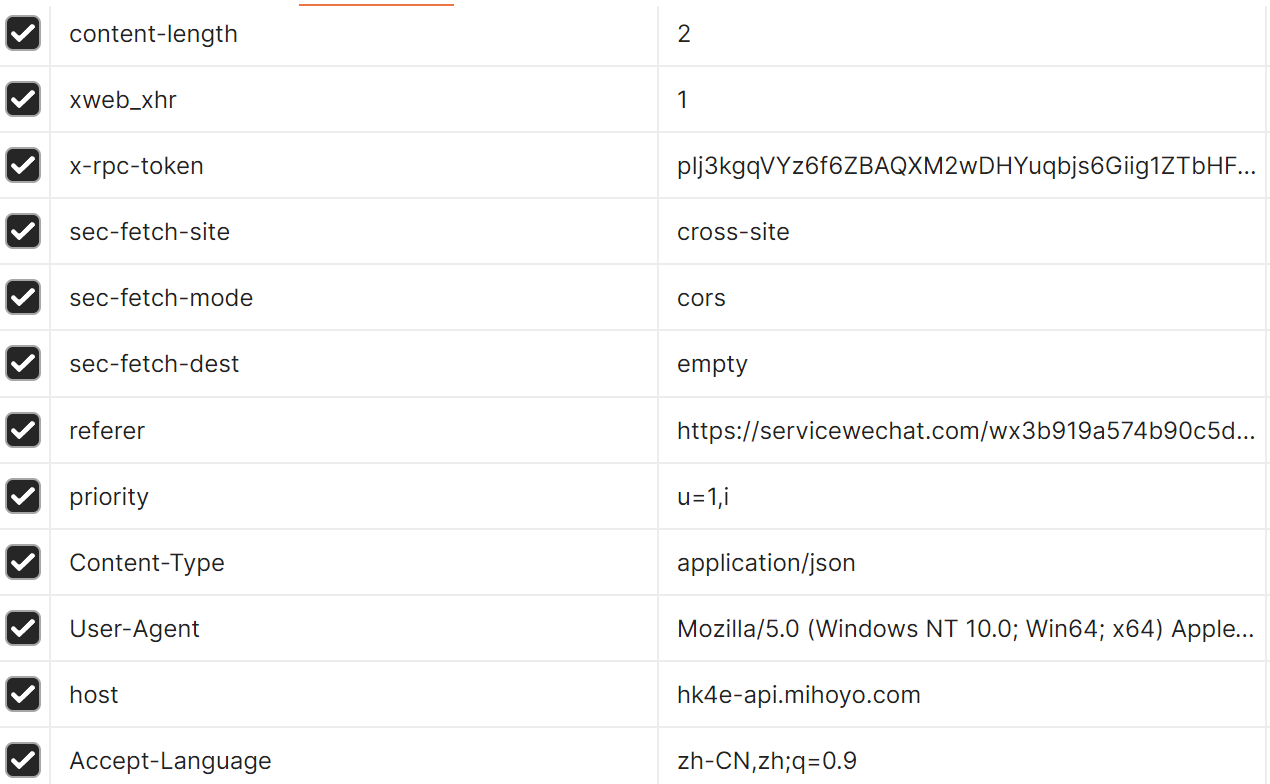 content-length 2
xweb_xhr 1
x-rpc-token plj3kgqVYz6f6ZBAQXM2wDHYuqbjs6Giig1ZTbHF...
sec-fetch-site cross-site
sec-fetch-mode cors
sec-fetch-dest empty
referer https://servicewechat.com/wx3b919a574b90c5d...
priority u=1,i
Content-Type application/json
User-Agent Mozilla/5.0 (Windows NT 10.0; Win64; x64) Apple...
host hk4e-api.mihoyo.com
Accept-Language zh-CN,zh;q=0.9